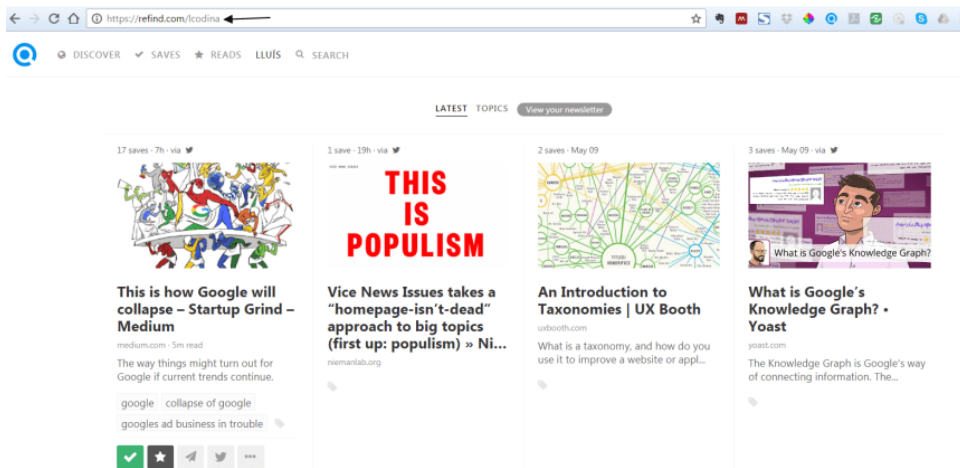 https://refind.com/lcodina
DISCOVER SAVES READS LLUÍS SEARCH
LATEST TOPICS View your newsletter
17 saves · 7h · via
This is how Google will
collapse – Startup Grind –
Medium
medium.com · 5m read
The way things might turn out for
Google if current trends continue.
google collapse of google
googles ad business in trouble
1 save · 19h · via
THIS
IS
POPULISM
Vice News Issues takes a
“homepage-isn’t-dead”
approach to big topics
(first up: populism) » Ni...
niemanlab.org
2 saves · May 09
An Introduction to
Taxonomies | UX Booth
uxbooth.com
What is a taxonomy, and how do you
use it to improve a website or appl...
3 saves · May 09 · via
What is Google's Knowledge Graph?
What is Google’s
Knowledge Graph? •
Yoast
yoast.com
The Knowledge Graph is Google's way
of connecting information. The...